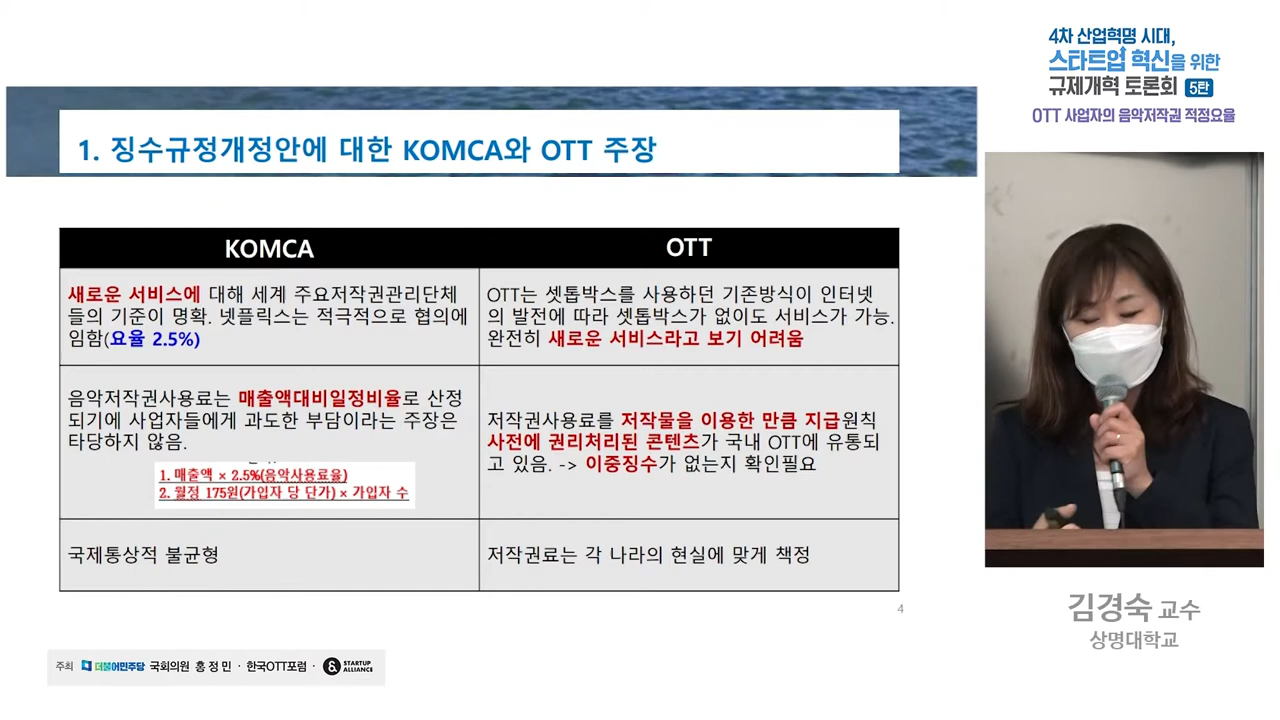 4차 산업혁명 시대,
스타트업 혁신을 위한
규제개혁 토론회 5탄
OTT 사업자의 음악저작권 적정요율
1. 징수규정개정안에 대한 KOMCA와 OTT 주장
KOMCA
OTT
새로운 서비스에 대해 세계 주요저작권관리단체
들의 기준이 명확. 넷플릭스는 적극적으로 협의에
임함(요율 2.5%)
OTT는 셋톱박스를 사용하던 기존방식이 인터넷
의 발전에 따라 셋톱박스가 없이도 서비스가 가능.
완전히 새로운 서비스라고 보기 어려움
음악저작권사용료는 매출액대비일정비율로 산정
되기에 사업자들에게 과도한 부담이라는 주장은
타당하지 않음.
1. 매출액 × 2.5%(음악사용료율)
2. 월정 175원(가입자 당 단가) × 가입자 수
저작권사용료를 저작물을 이용한 만큼 지급원칙
사전에 권리처리된 콘텐츠가 국내 OTT에 유통되
고 있음. -> 이중징수가 없는지 확인필요
국제통상적 불균형
저작권료는 각 나라의 현실에 맞게 책정
4
김경숙 교수
상명대학교
주최 더불어민주당 국회의원 홍정민 · 한국OTT포럼 · & STARTUP
ALLIANCE